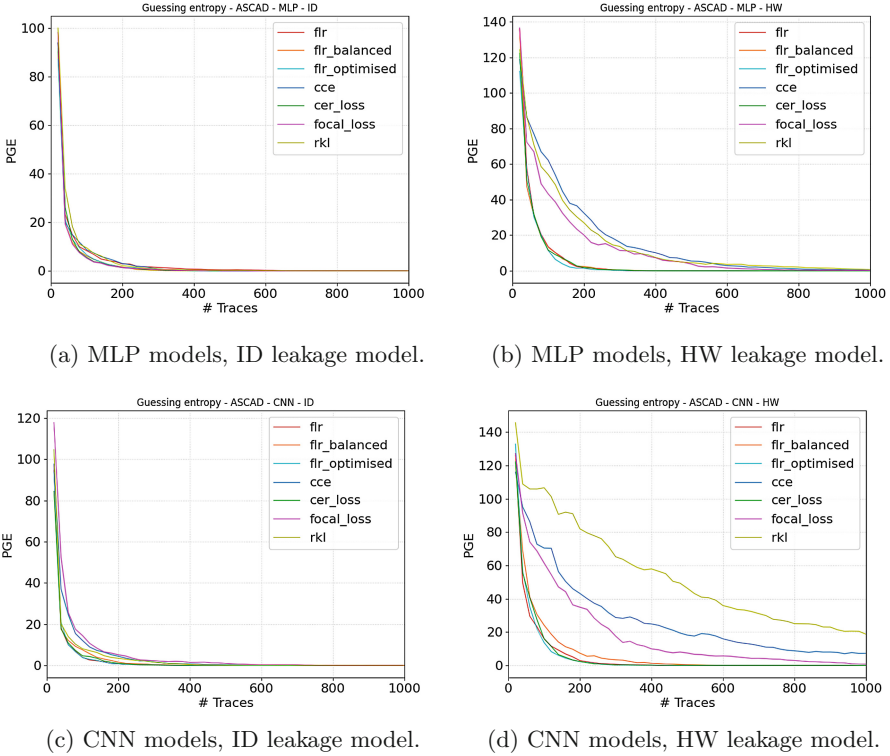 Guessing entropy - ASCAD - MLP - ID
100
80
60
40
20
0
PGE
flr
flr_balanced
flr_optimised
cce
cer_loss
focal_loss
rkl
0 200 400 600 800 1000
# Traces
(a) MLP models, ID leakage model.
Guessing entropy - ASCAD - MLP - HW
140
120
100
80
60
40
20
0
PGE
flr
flr_balanced
flr_optimised
cce
cer_loss
focal_loss
rkl
0 200 400 600 800 1000
# Traces
(b) MLP models, HW leakage model.
Guessing entropy - ASCAD - CNN - ID
120
100
80
60
40
20
0
PGE
flr
flr_balanced
flr_optimised
cce
cer_loss
focal_loss
rkl
0 200 400 600 800 1000
# Traces
(c) CNN models, ID leakage model.
Guessing entropy - ASCAD - CNN - HW
140
120
100
80
60
40
20
0
PGE
flr
flr_balanced
flr_optimised
cce
cer_loss
focal_loss
rkl
0 200 400 600 800 1000
# Traces
(d) CNN models, HW leakage model.